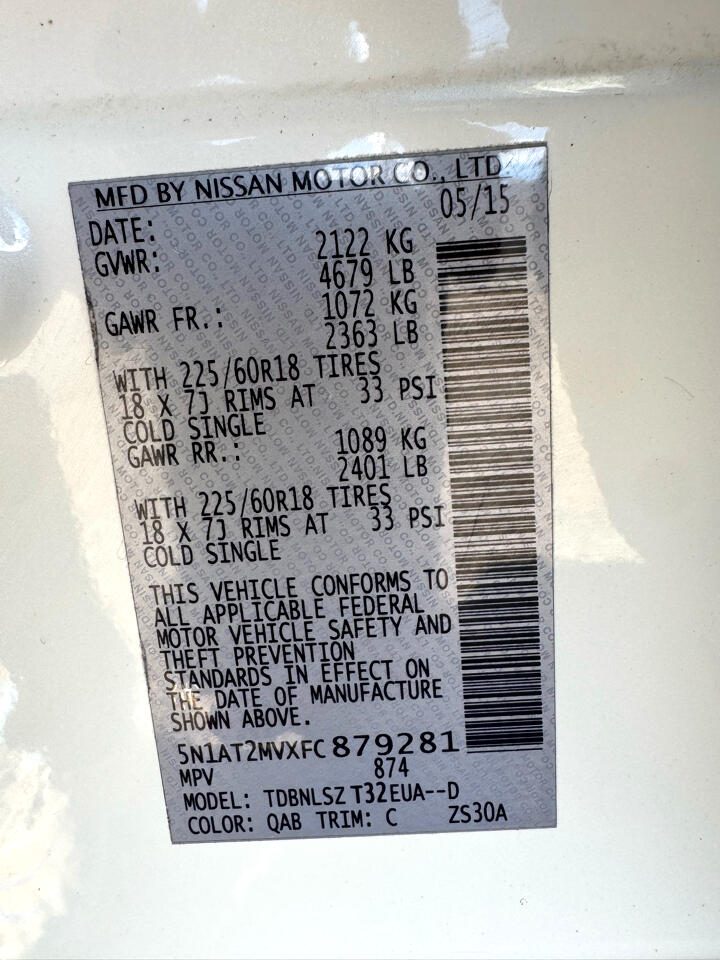 MFD BY NISSAN MOTOR CO., LTD.
DATE: 05/15
GVWR: 2122 KG
4679 LB
GAWR FR.: 1072 KG
2363 LB
WITH 225/60R18 TIRES
18 X 7J RIMS AT 33 PSI
COLD SINGLE
GAWR RR.: 1089 KG
2401 LB
WITH 225/60R18 TIRES
18 X 7J RIMS AT 33 PSI
COLD SINGLE
THIS VEHICLE CONFORMS TO
ALL APPLICABLE FEDERAL
MOTOR VEHICLE SAFETY AND
THEFT PREVENTION
STANDARDS IN EFFECT ON
THE DATE OF MANUFACTURE
SHOWN ABOVE.
5N1AT2MVXFC879281
MPV 874
MODEL: TDBNLSZ T32EUA--D
COLOR: QAB TRIM: C ZS30A